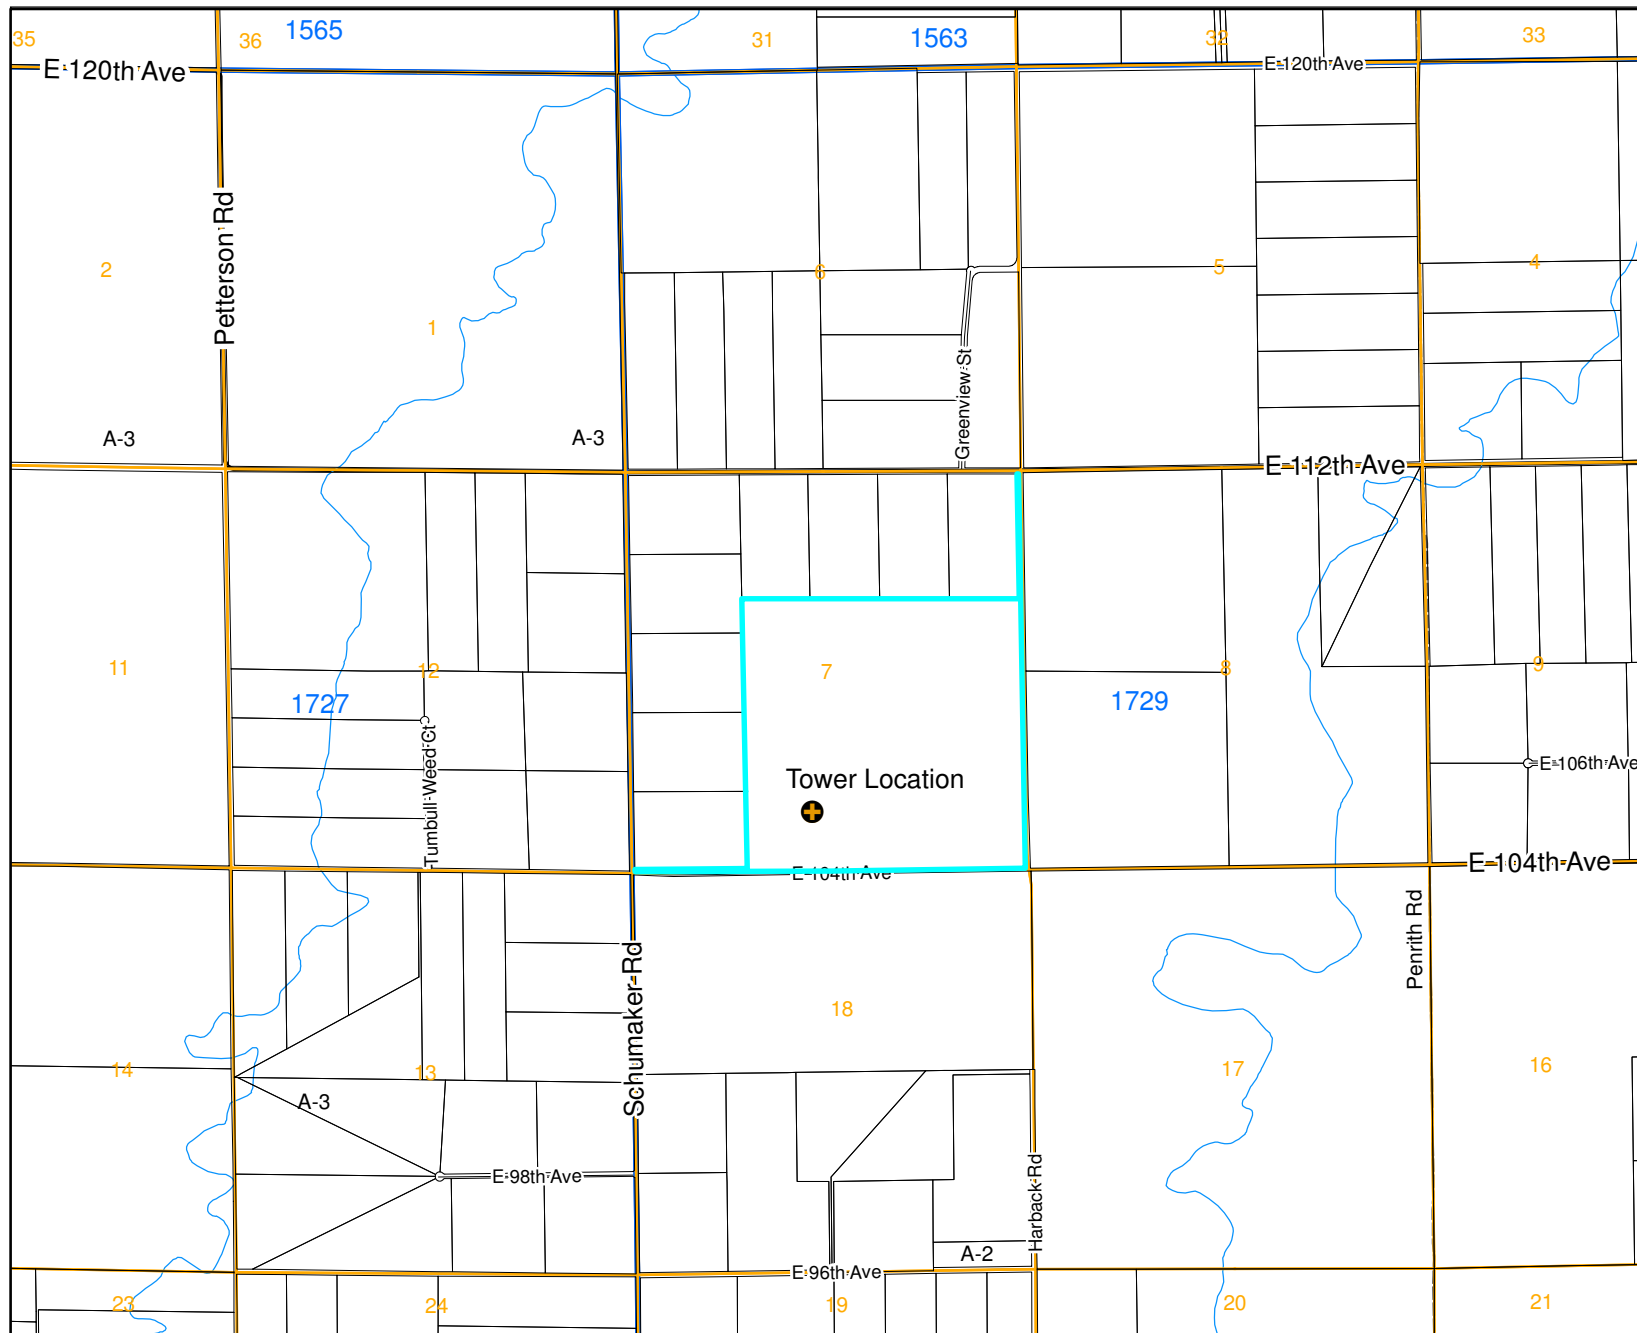 35
36
1565
31
1563
32
33
E 120th Ave
E 120th Ave
2
Petterson Rd
1
6
5
4
Greenview St
A-3
A-3
E 112th Ave
11
12
1727
Tumbull Weed Ct
7
8
1729
9
E 106th Ave
Tower Location
E 104th Ave
E 104th Ave
Penrith Rd
Schumaker Rd
18
14
13
17
16
A-3
E 98th Ave
Harback Rd
A-2
E 96th Ave
23
24
19
20
21